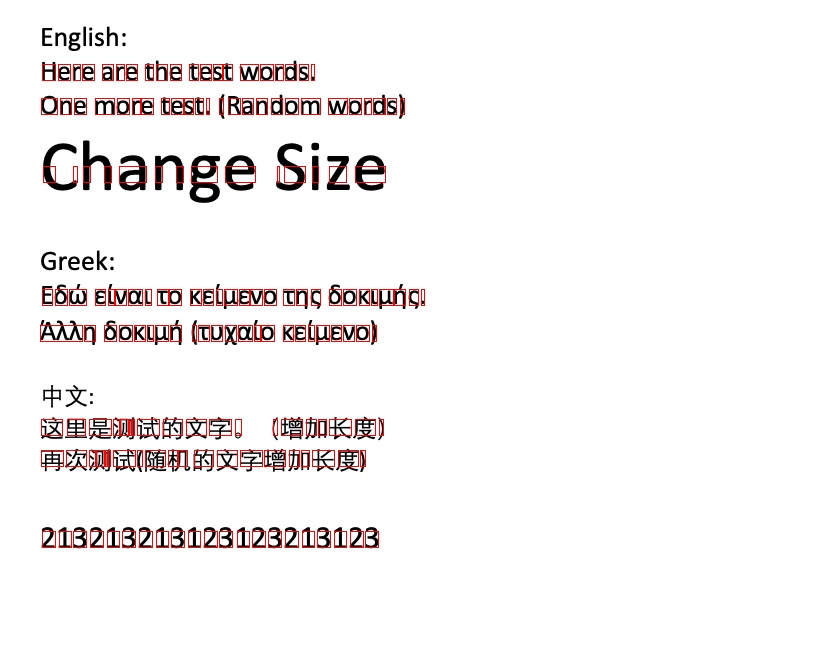 English:
Here are the test words.
One more test. (Random words)
Change Size
Greek:
Εδώ είναι το κείμενο της δοκιμής.
Άλλη δοκιμή (τυχαίο κείμενο)
中文:
这里是测试的文字。（增加长度）
再次测试(随机的文字增加长度)
213213213123123213123